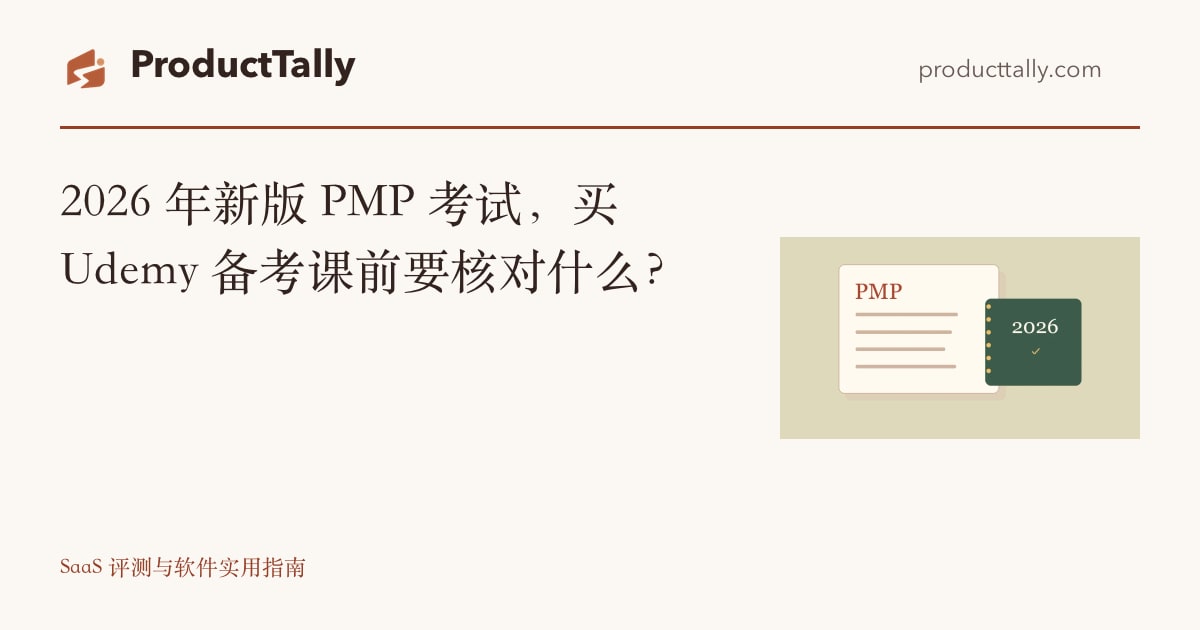 ProductTally
producttally.com
2026 年新版 PMP 考试，买
Udemy 备考课前要核对什么？
PMP
2026
SaaS 评测与软件实用指南